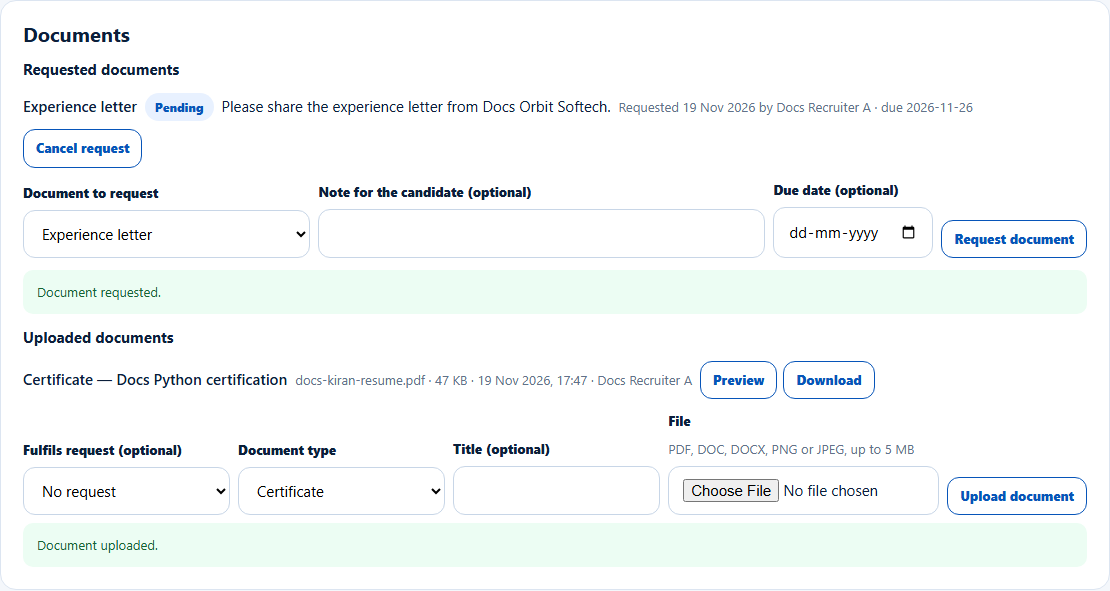 Documents
Requested documents
Experience letter Pending Please share the experience letter from Docs Orbit Softech. Requested 19 Nov 2026 by Docs Recruiter A · due 2026-11-26
Cancel request
Document to request Note for the candidate (optional) Due date (optional)
Experience letter dd-mm-yyyy Request document
Document requested.
Uploaded documents
Certificate — Docs Python certification docs-kiran-resume.pdf · 47 KB · 19 Nov 2026, 17:47 · Docs Recruiter A Preview Download
File
Fulfils request (optional) Document type Title (optional) PDF, DOC, DOCX, PNG or JPEG, up to 5 MB
No request Certificate Choose File No file chosen Upload document
Document uploaded.